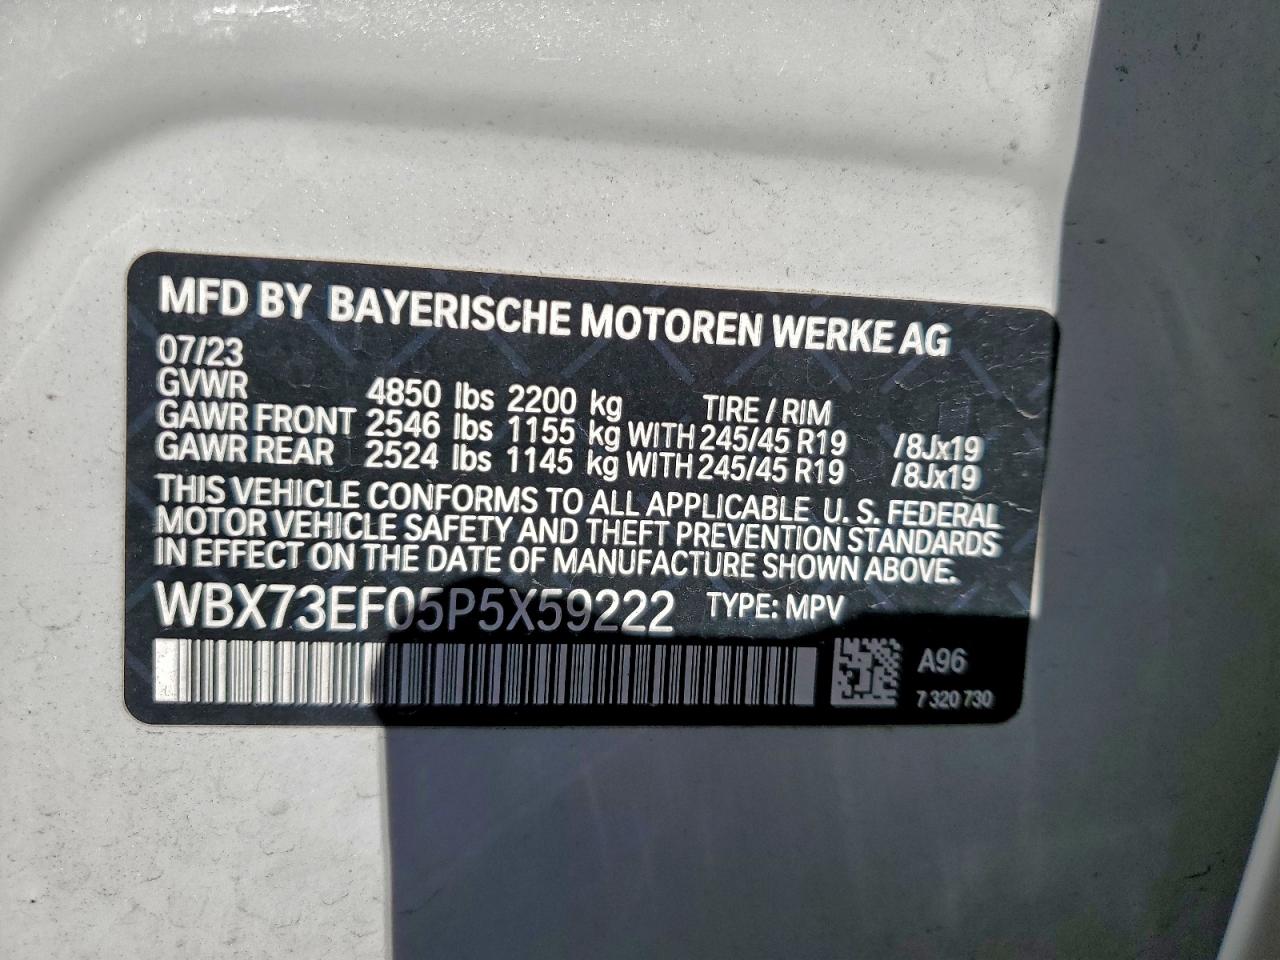 MFD BY BAYERISCHE MOTOREN WERKE AG
07/23
GVWR 4850 lbs 2200 kg TIRE / RIM
GAWR FRONT 2546 lbs 1155 kg WITH 245/45 R19 /8Jx19
GAWR REAR 2524 lbs 1145 kg WITH 245/45 R19 /8Jx19
THIS VEHICLE CONFORMS TO ALL APPLICABLE U. S. FEDERAL
MOTOR VEHICLE SAFETY AND THEFT PREVENTION STANDARDS
IN EFFECT ON THE DATE OF MANUFACTURE SHOWN ABOVE.
WBX73EF05P5X59222 TYPE: MPV
A96
7 320 730